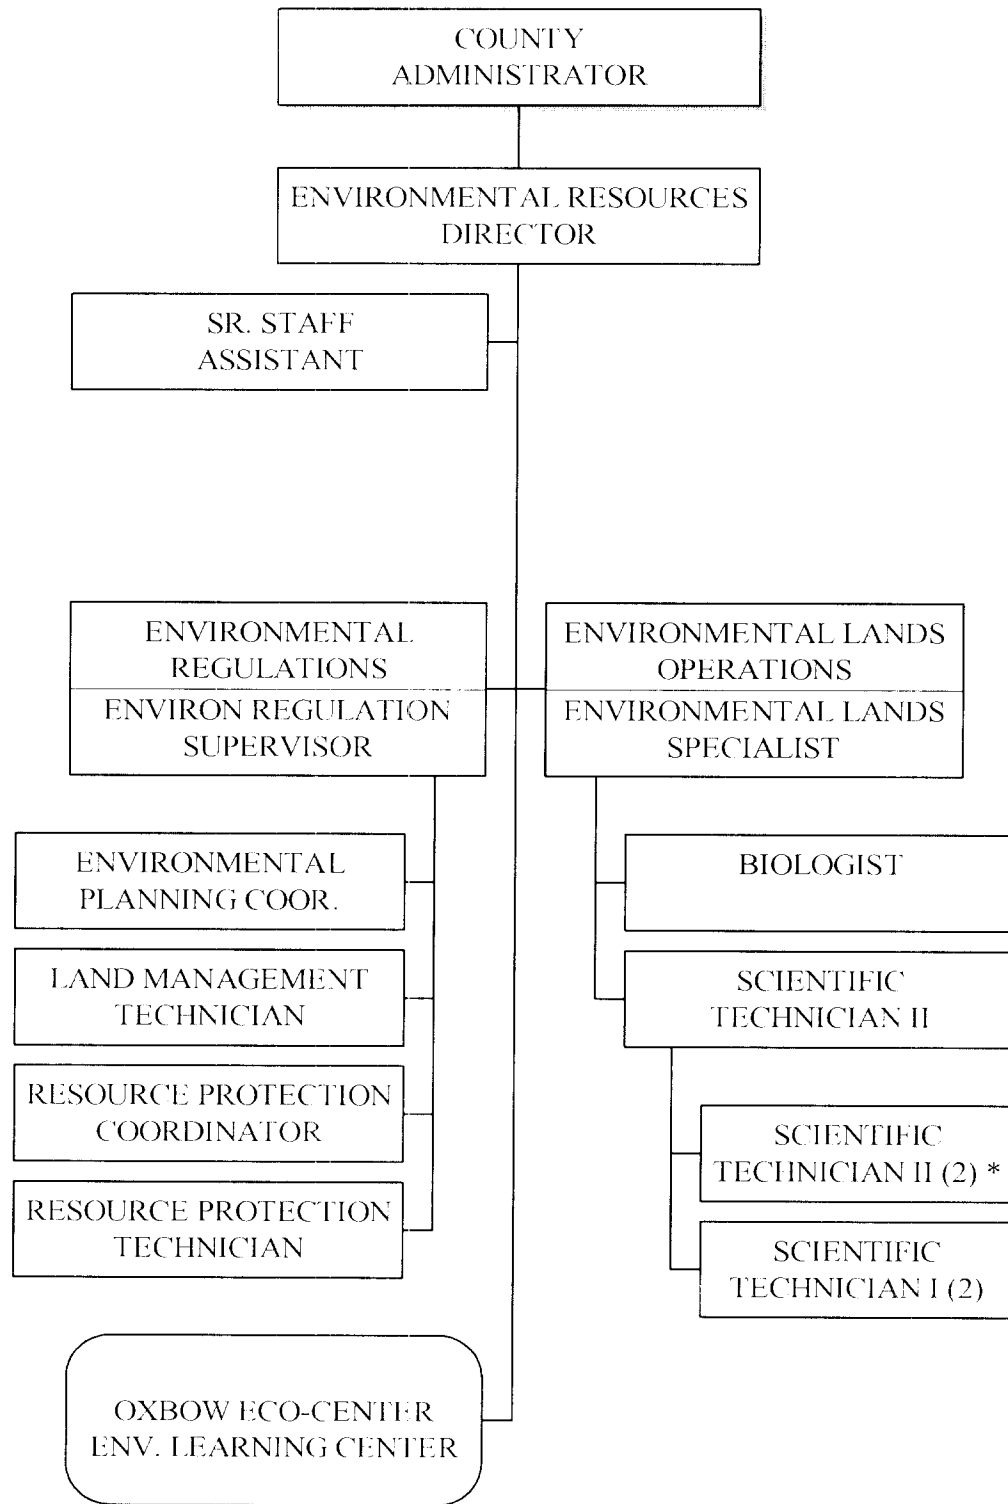 COUNTY
ADMINISTRATOR
ENVIRONMENTAL RESOURCES
DIRECTOR
SR. STAFF
ASSISTANT
ENVIRONMENTAL
REGULATIONS
ENVIRON REGULATION
SUPERVISOR
ENVIRONMENTAL LANDS
OPERATIONS
ENVIRONMENTAL LANDS
SPECIALIST
ENVIRONMENTAL
PLANNING COOR.
LAND MANAGEMENT
TECHNICIAN
RESOURCE PROTECTION
COORDINATOR
RESOURCE PROTECTION
TECHNICIAN
BIOLOGIST
SCIENTIFIC
TECHNICIAN II
SCIENTIFIC
TECHNICIAN II (2) *
SCIENTIFIC
TECHNICIAN I (2)
OXBOW ECO-CENTER
ENV. LEARNING CENTER